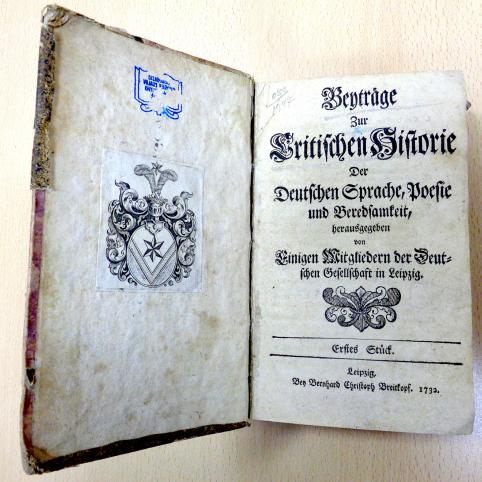 Beyträge
Zur
Critischen Historie
Der
Deutschen Sprache, Poesie
und Beredsamkeit,
herausgegeben
von
Einigen Mitgliedern der Deut-
schen Gesellschaft in Leipzig.
Erstes Stück.
Leipzig,
Bey Bernhard Christoph Breitkopf. 1732.